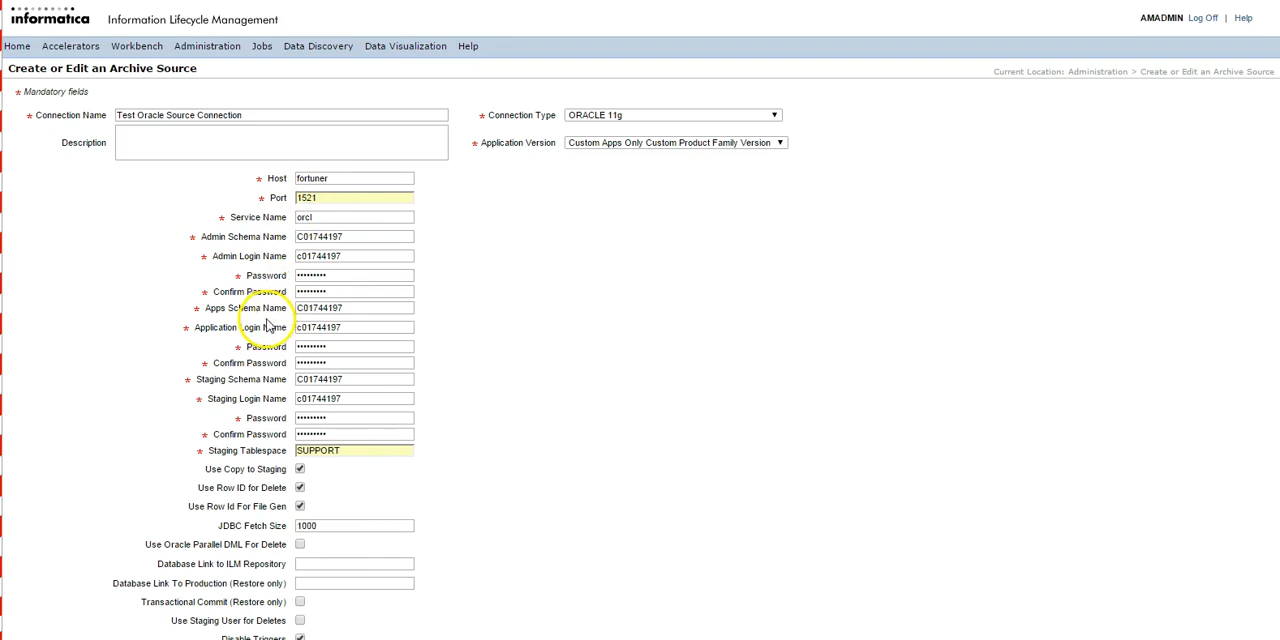 informatica Information Lifecycle Management
AMADMIN Log Off | Help
Home Accelerators Workbench Administration Jobs Data Discovery Data Visualization Help
Create or Edit an Archive Source
Current Location: Administration > Create or Edit an Archive Source
* Mandatory fields
* Connection Name Test Oracle Source Connection * Connection Type ORACLE 11g
Description * Application Version Custom Apps Only Custom Product Family Version
* Host fortuner
* Port 1521
* Service Name orcl
* Admin Schema Name C01744197
* Admin Login Name c01744197
* Password •••••••••
* Confirm Password •••••••••
* Apps Schema Name C01744197
* Application Login Name c01744197
* Password •••••••••
* Confirm Password •••••••••
* Staging Schema Name C01744197
* Staging Login Name c01744197
* Password •••••••••
* Confirm Password •••••••••
* Staging Tablespace SUPPORT
Use Copy to Staging
Use Row ID for Delete
Use Row Id For File Gen
JDBC Fetch Size 1000
Use Oracle Parallel DML For Delete
Database Link to ILM Repository
Database Link To Production (Restore only)
Transactional Commit (Restore only)
Use Staging User for Deletes
Disable Triggers